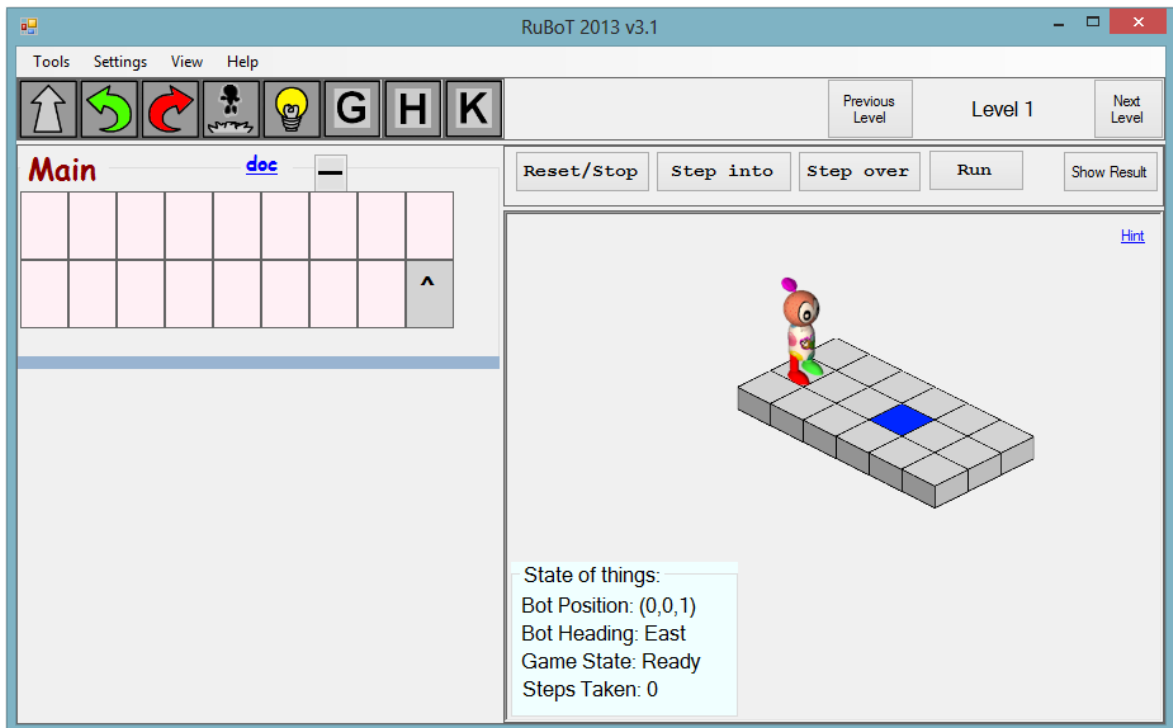 RuBoT 2013 v3.1
Tools Settings View Help
G H K
Previous Level
Level 1
Next Level
Main doc
^
Reset/Stop Step into Step over Run Show Result
Hint
State of things:
Bot Position: (0,0,1)
Bot Heading: East
Game State: Ready
Steps Taken: 0